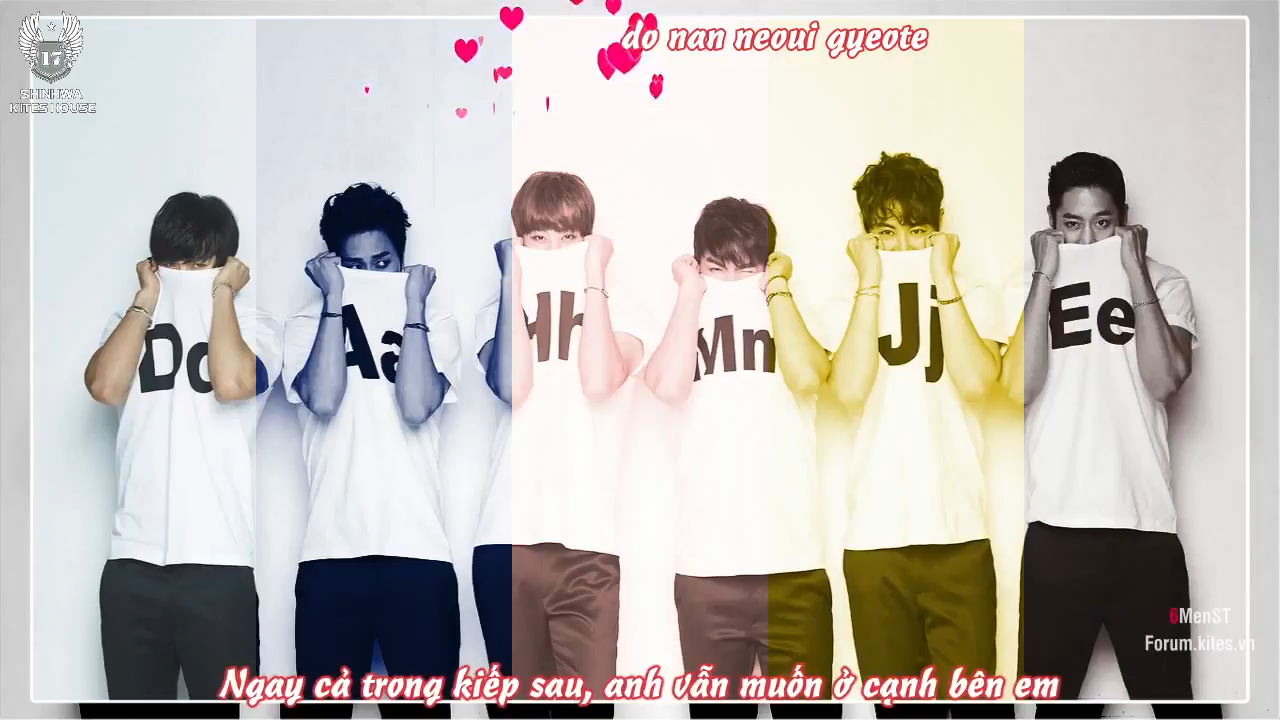 do nan neoui gyeote
17
SHINHWA
KITES HOUSE
Dd Aa Hh Mm Jj Ee
6MenST
Forum.kites.vn
Ngay cả trong kiếp sau, anh vẫn muốn ở cạnh bên em